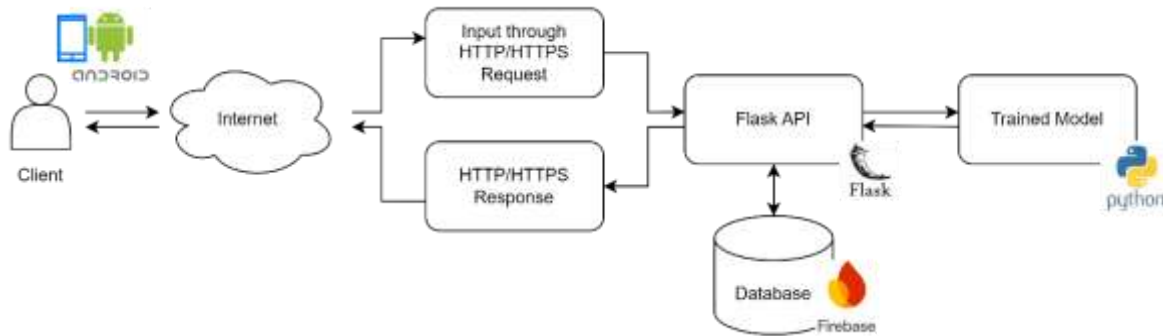 android
Client
Internet
Input through
HTTP/HTTPS
Request
HTTP/HTTPS
Response
Flask API
Flask
Trained Model
python
Database
Firebase